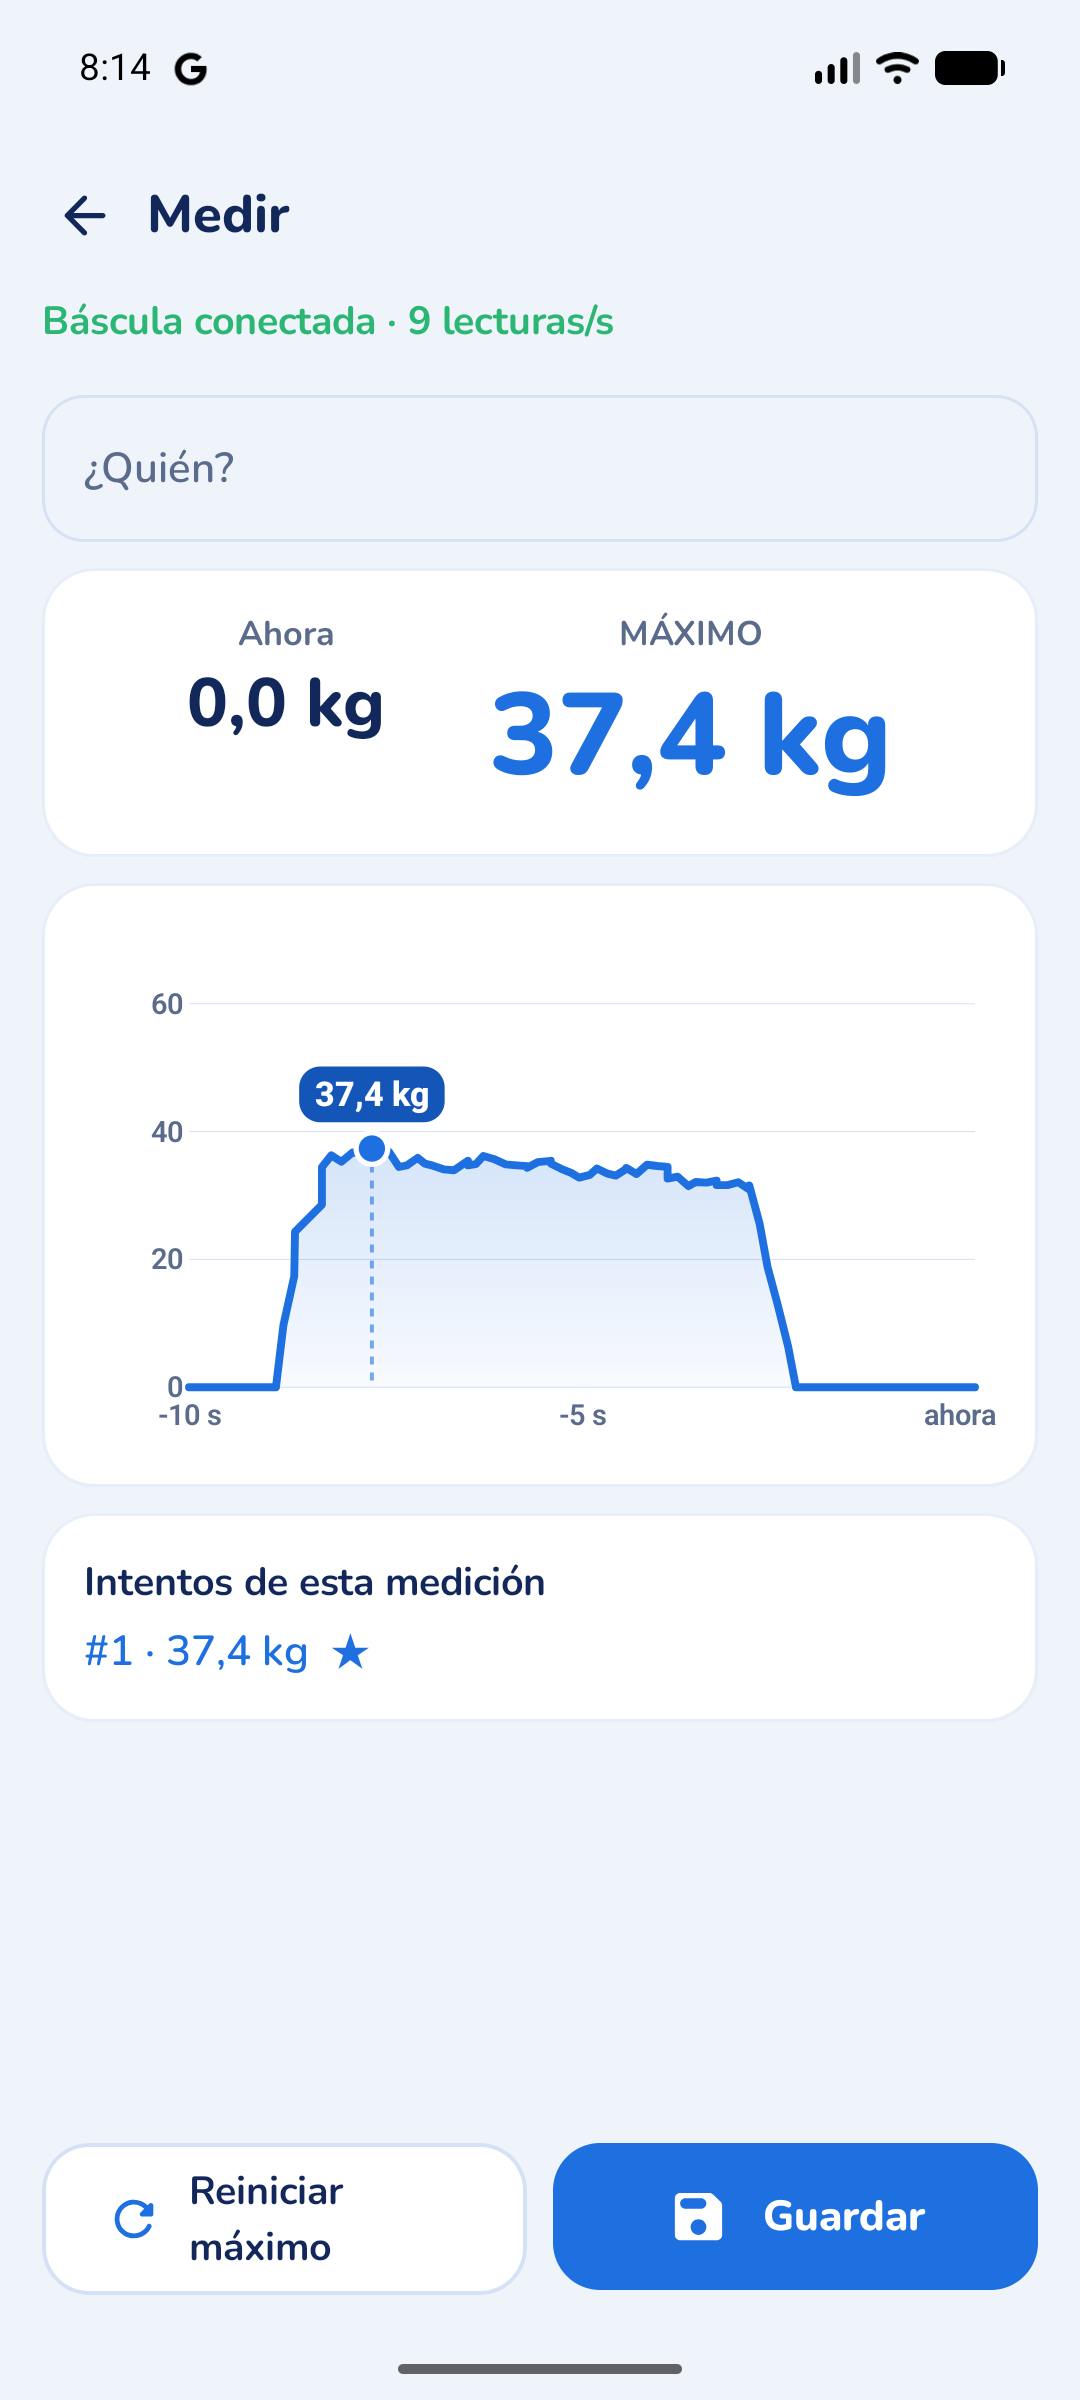 8:14
Medir
Báscula conectada · 9 lecturas/s
¿Quién?
Ahora
MÁXIMO
0,0 kg
37,4 kg
60
37,4 kg
40
20
0
-10 s
-5 s
ahora
Intentos de esta medición
#1 · 37,4 kg ★
Reiniciar
máximo
Guardar